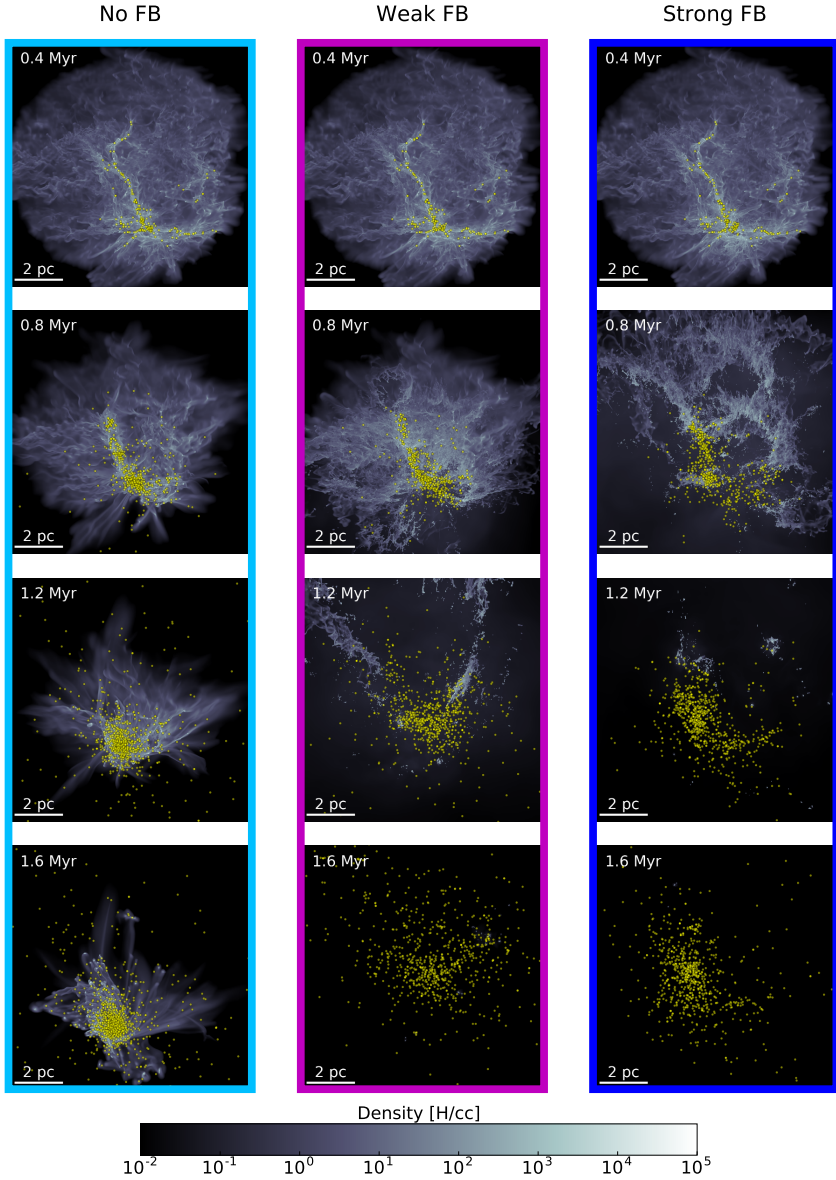 No FB Weak FB Strong FB
0.4 Myr 0.4 Myr 0.4 Myr
2 pc 2 pc 2 pc
0.8 Myr 0.8 Myr 0.8 Myr
2 pc 2 pc 2 pc
1.2 Myr 1.2 Myr 1.2 Myr
2 pc 2 pc 2 pc
1.6 Myr 1.6 Myr 1.6 Myr
2 pc 2 pc 2 pc
Density [H/cc]
10⁻² 10⁻¹ 10⁰ 10¹ 10² 10³ 10⁴ 10⁵